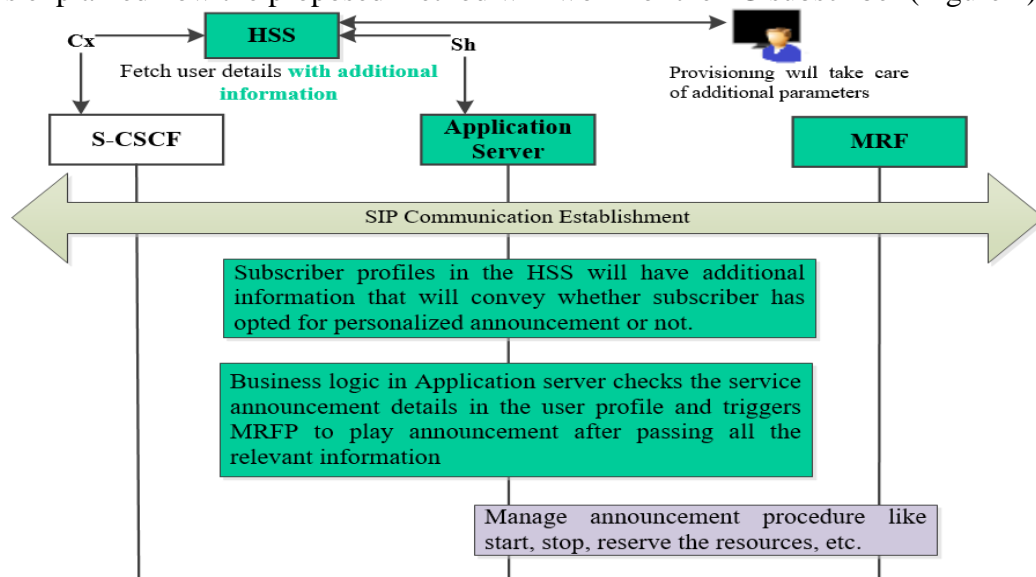 HSS
Cx
Sh
Fetch user details with additional
information
Provisioning will take care
of additional parameters
S-CSCF
Application
Server
MRF
SIP Communication Establishment
Subscriber profiles in the HSS will have additional
information that will convey whether subscriber has
opted for personalized announcement or not.
Business logic in Application server checks the service
announcement details in the user profile and triggers
MRFP to play announcement after passing all the
relevant information
Manage announcement procedure like
start, stop, reserve the resources, etc.